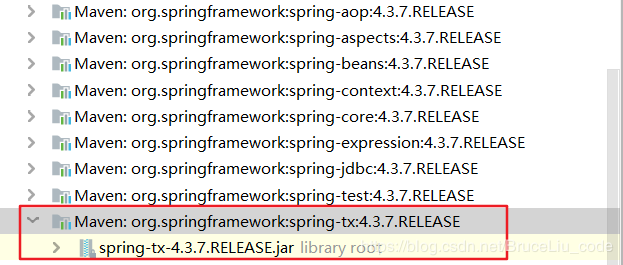 Maven: org.springframework:spring-aop:4.3.7.RELEASE
Maven: org.springframework:spring-aspects:4.3.7.RELEASE
Maven: org.springframework:spring-beans:4.3.7.RELEASE
Maven: org.springframework:spring-context:4.3.7.RELEASE
Maven: org.springframework:spring-core:4.3.7.RELEASE
Maven: org.springframework:spring-expression:4.3.7.RELEASE
Maven: org.springframework:spring-jdbc:4.3.7.RELEASE
Maven: org.springframework:spring-test:4.3.7.RELEASE
Maven: org.springframework:spring-tx:4.3.7.RELEASE
spring-tx-4.3.7.RELEASE.jar library root
https://blog.csdn.net/BruceLiu_code